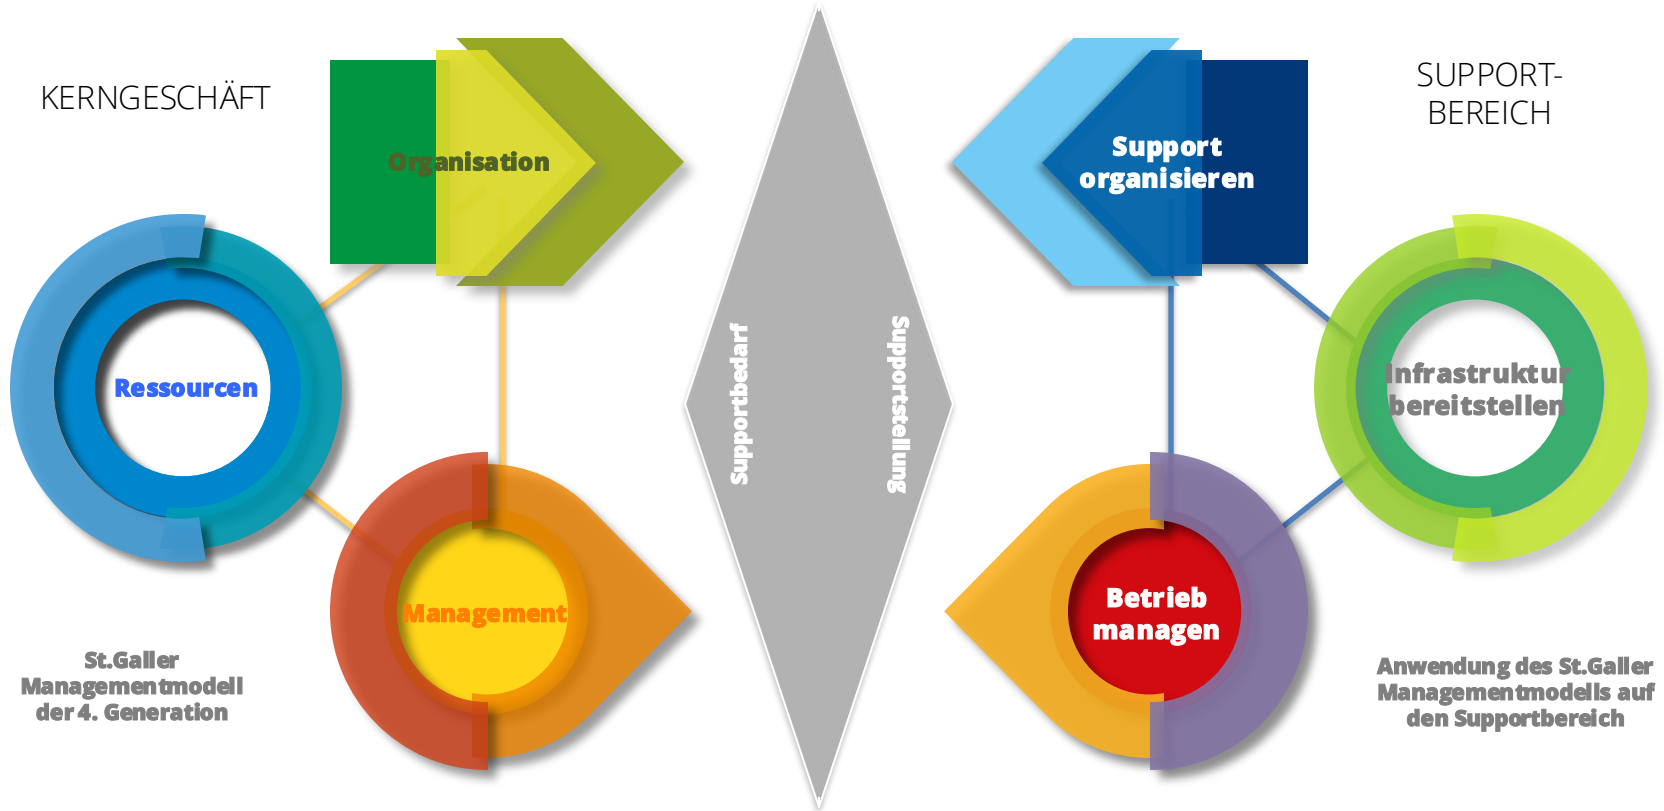 KERNGESCHÄFT
Organisation
Ressourcen
Management
St.Galler
Managementmodell
der 4. Generation
Supportbedarf
Supportstellung
SUPPORT-
BEREICH
Support
organisieren
Infrastruktur
bereitstellen
Betrieb
managen
Anwendung des St.Galler
Managementmodells auf
den Supportbereich